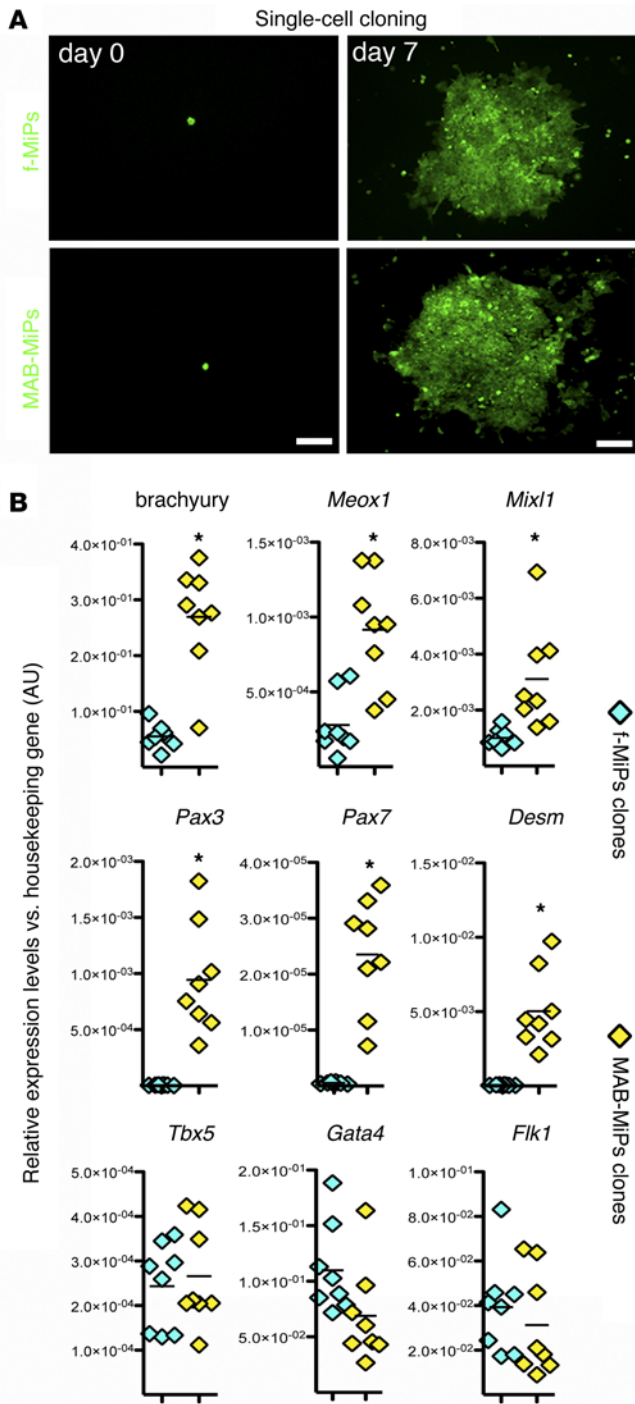 A
Single-cell cloning
day 0
day 7
f-MiPs
MAB-MiPs
B
Relative expression levels vs. housekeeping gene (AU)
brachyury
4.0×10⁻⁰¹
3.0×10⁻⁰¹
2.0×10⁻⁰¹
1.0×10⁻⁰¹
*
Meox1
1.5×10⁻⁰³
1.0×10⁻⁰³
5.0×10⁻⁰⁴
*
Mixl1
8.0×10⁻⁰³
6.0×10⁻⁰³
4.0×10⁻⁰³
2.0×10⁻⁰³
*
Pax3
2.0×10⁻⁰³
1.5×10⁻⁰³
1.0×10⁻⁰³
5.0×10⁻⁰⁴
*
Pax7
4.0×10⁻⁰⁵
3.0×10⁻⁰⁵
2.0×10⁻⁰⁵
1.0×10⁻⁰⁵
*
Desm
1.5×10⁻⁰²
1.0×10⁻⁰²
5.0×10⁻⁰³
*
Tbx5
5.0×10⁻⁰⁴
4.0×10⁻⁰⁴
3.0×10⁻⁰⁴
2.0×10⁻⁰⁴
1.0×10⁻⁰⁴
Gata4
2.0×10⁻⁰¹
1.5×10⁻⁰¹
1.0×10⁻⁰¹
5.0×10⁻⁰²
Flk1
1.0×10⁻⁰¹
8.0×10⁻⁰²
6.0×10⁻⁰²
4.0×10⁻⁰²
2.0×10⁻⁰²
f-MiPs clones
MAB-MiPs clones